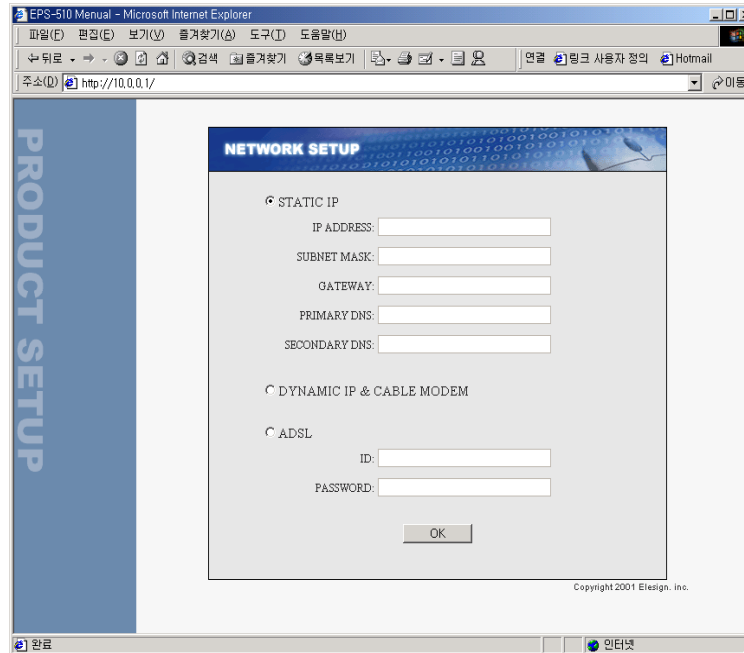 EPS-510 Menual - Microsoft Internet Explorer
파일(F) 편집(E) 보기(V) 즐겨찾기(A) 도구(T) 도움말(H)
뒤로 검색 즐겨찾기 목록보기 연결 링크 사용자 정의 Hotmail
주소(D) http://10.0.0.1/ 이동
PRODUCT SETUP
NETWORK SETUP
STATIC IP
IP ADDRESS:
SUBNET MASK:
GATEWAY:
PRIMARY DNS:
SECONDARY DNS:
DYNAMIC IP & CABLE MODEM
ADSL
ID:
PASSWORD:
OK
Copyright 2001 Elesign. inc.
완료 인터넷